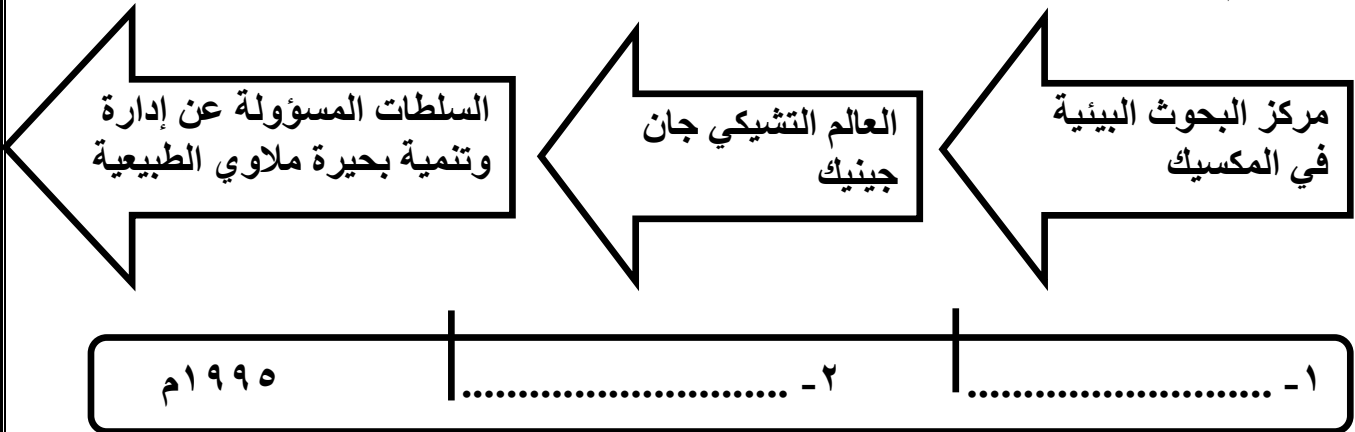 مركز البحوث البيئية
في المكسيك
العالم التشيكي جان
جينيك
السلطات المسؤولة عن إدارة
وتنمية بحيرة ملاوي الطبيعية
١- ........................... ٢- ............................. ١٩٩٥م